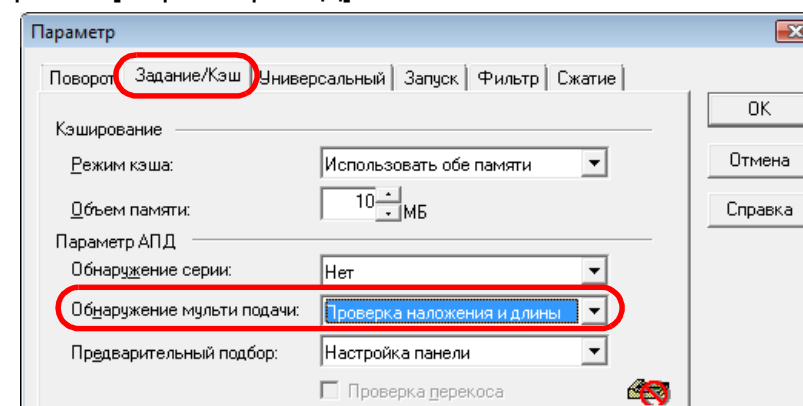 Параметр
Поворот Задание/Кэш Универсальный Запуск Фильтр Сжатие
Кэширование
OK
Режим кэша: Использовать обе памяти
Отмена
Объем памяти: 10 МБ
Справка
Параметр АПД
Обнаружение серии: Нет
Обнаружение мульти подачи: Проверка наложения и длины
Предварительный подбор: Настройка панели
Проверка перекоса